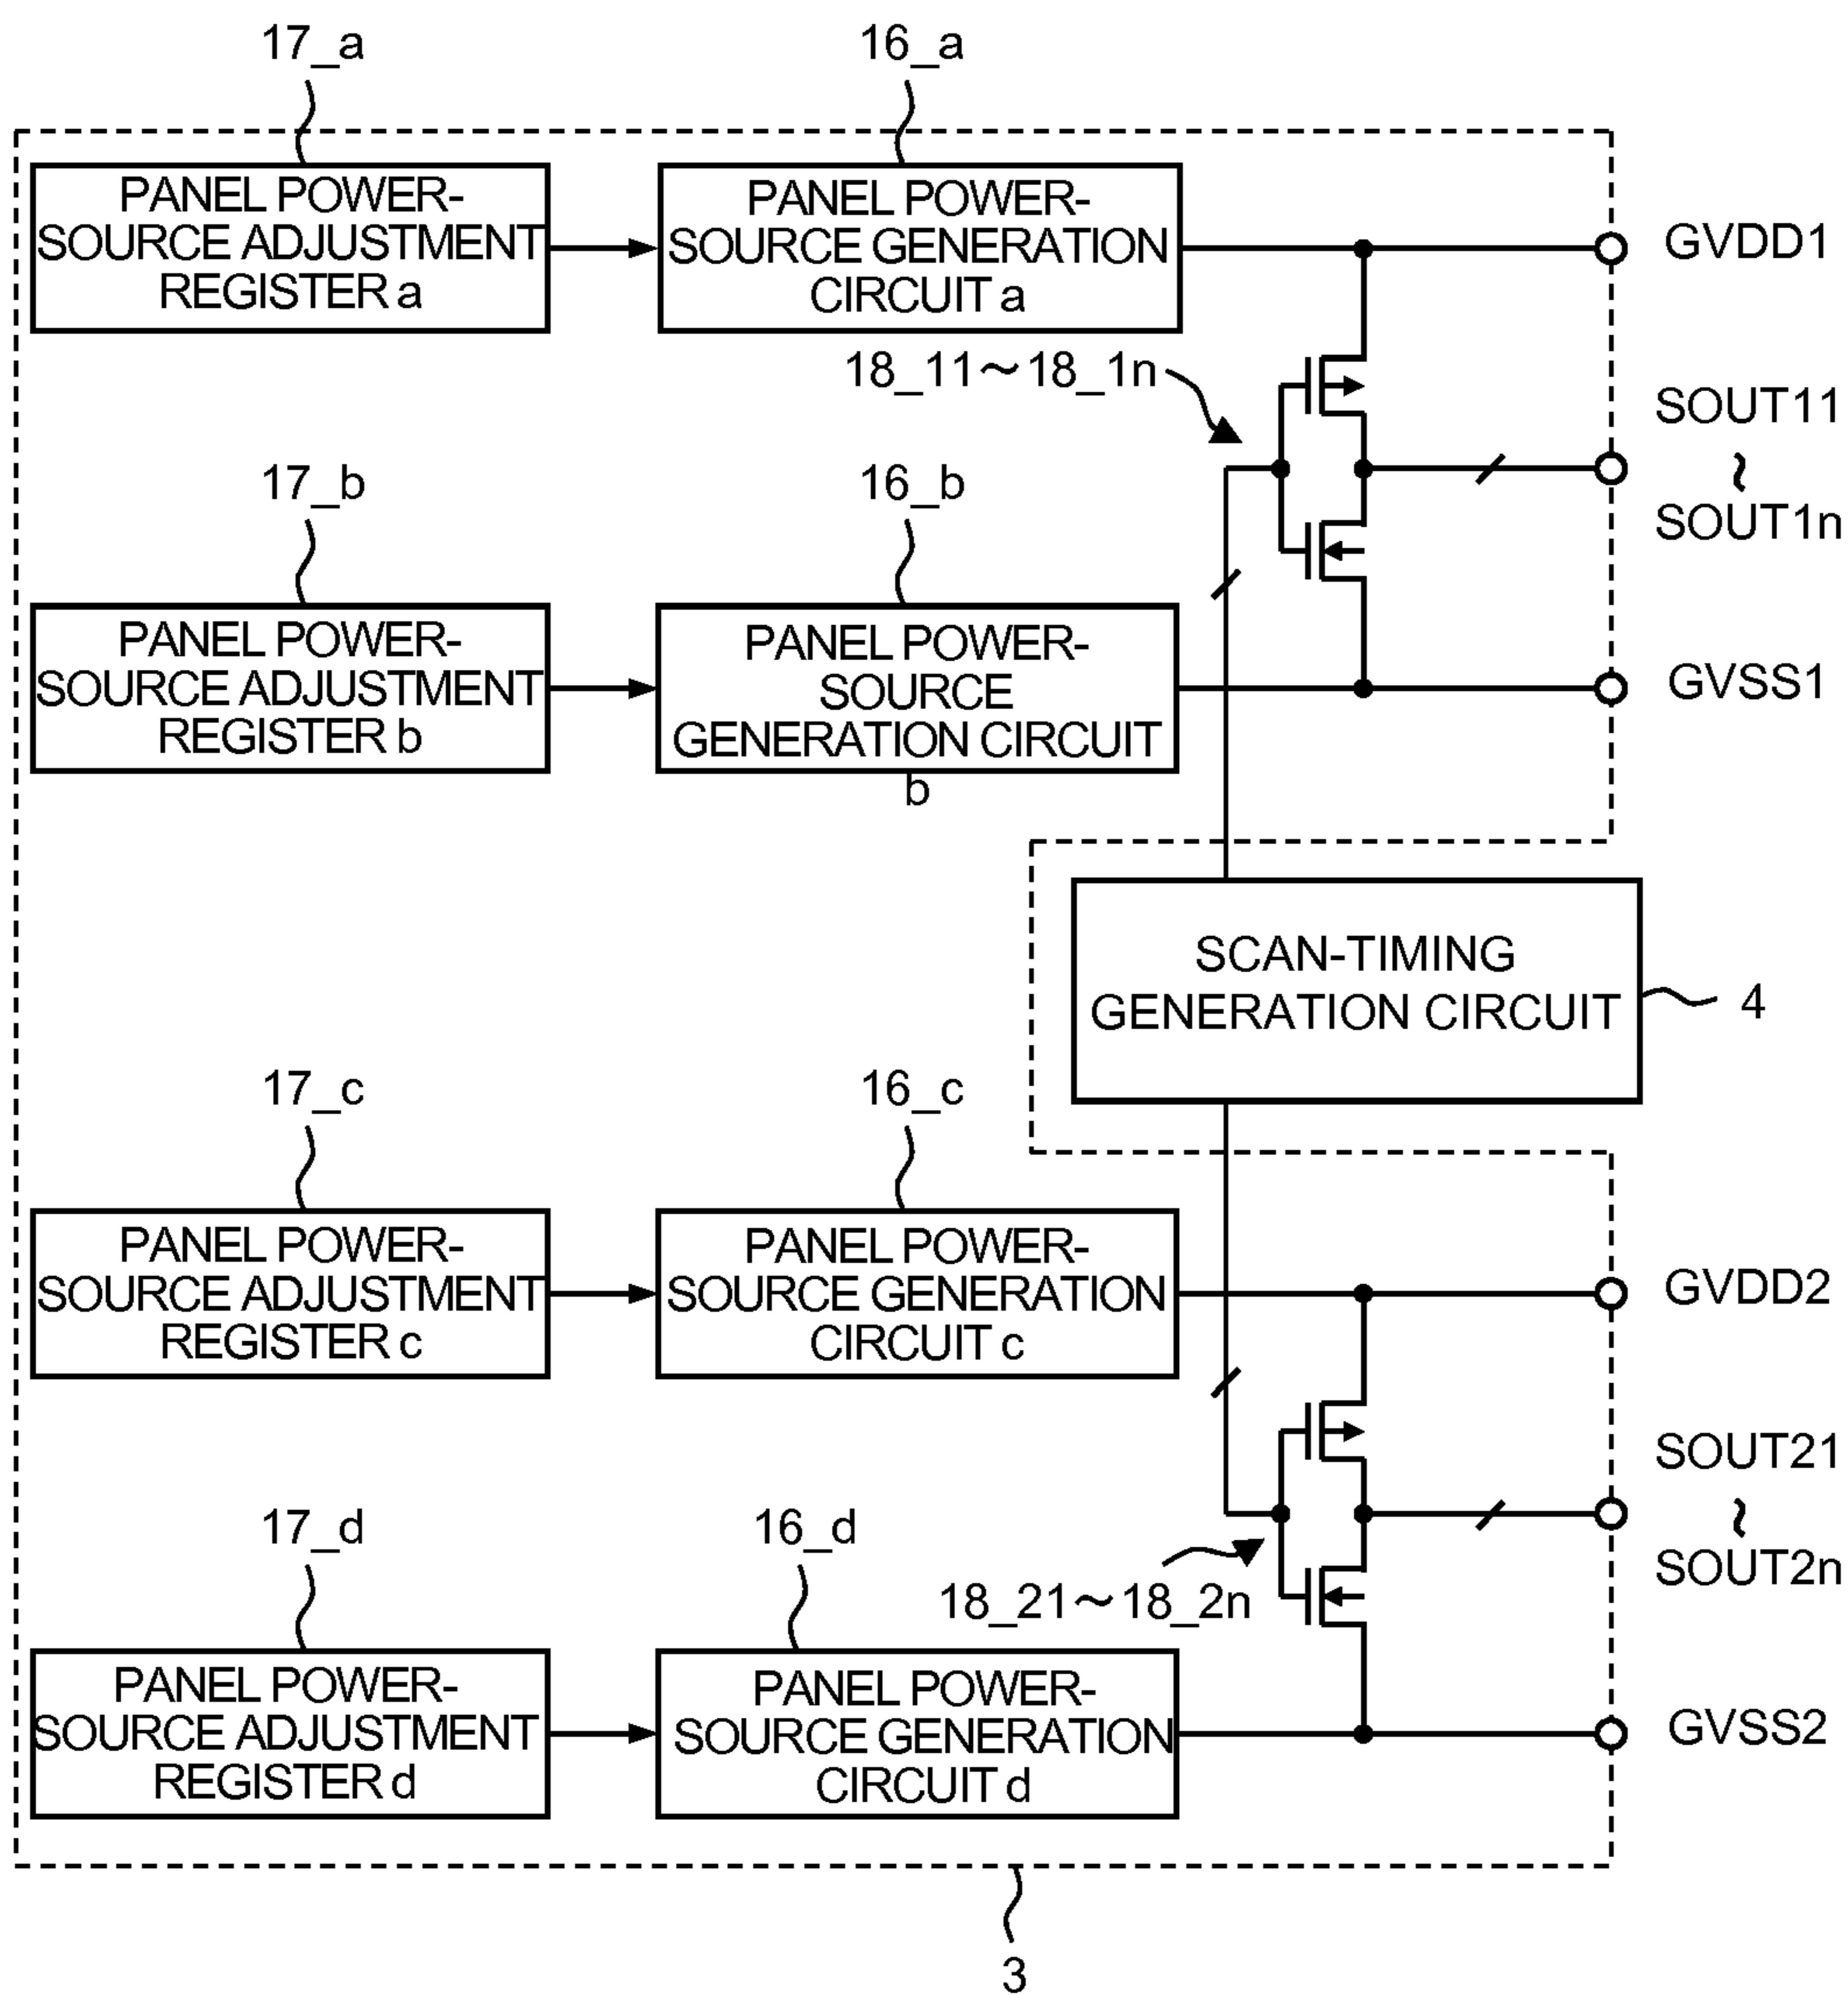 17_a
16_a
PANEL POWER-
SOURCE ADJUSTMENT
REGISTER a
PANEL POWER-
SOURCE GENERATION
CIRCUIT a
GVDD1
18_11～18_1n
SOUT11
～
SOUT1n
17_b
16_b
PANEL POWER-
SOURCE ADJUSTMENT
REGISTER b
PANEL POWER-
SOURCE
GENERATION CIRCUIT
b
GVSS1
SCAN-TIMING
GENERATION CIRCUIT
4
17_c
16_c
PANEL POWER-
SOURCE ADJUSTMENT
REGISTER c
PANEL POWER-
SOURCE GENERATION
CIRCUIT c
GVDD2
SOUT21
～
SOUT2n
18_21～18_2n
17_d
16_d
PANEL POWER-
SOURCE ADJUSTMENT
REGISTER d
PANEL POWER-
SOURCE GENERATION
CIRCUIT d
GVSS2
3